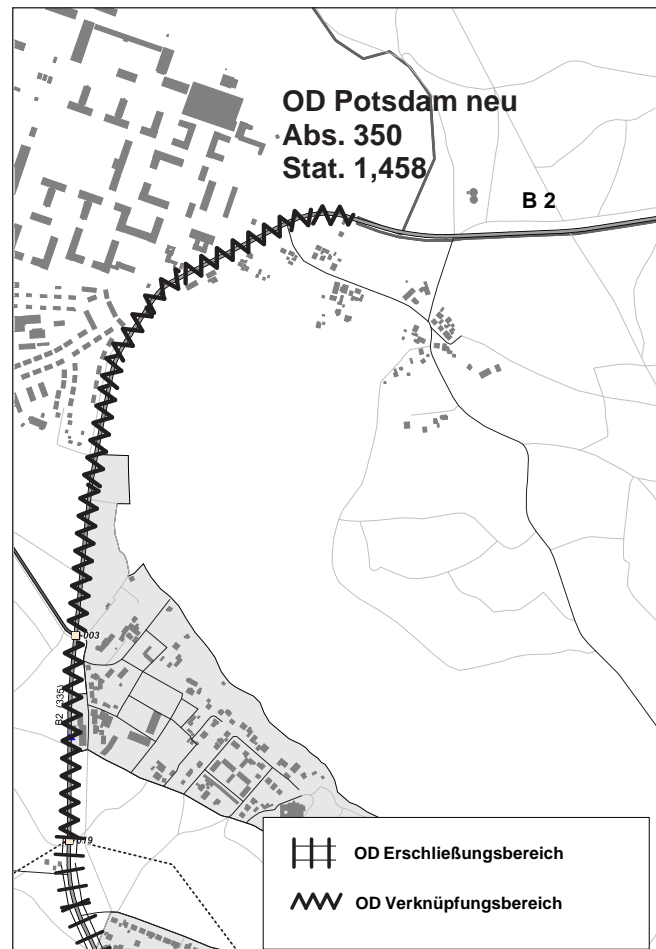 OD Potsdam neu
Abs. 350
Stat. 1,458
B 2
003
B2 (335)
019
OD Erschließungsbereich
OD Verknüpfungsbereich